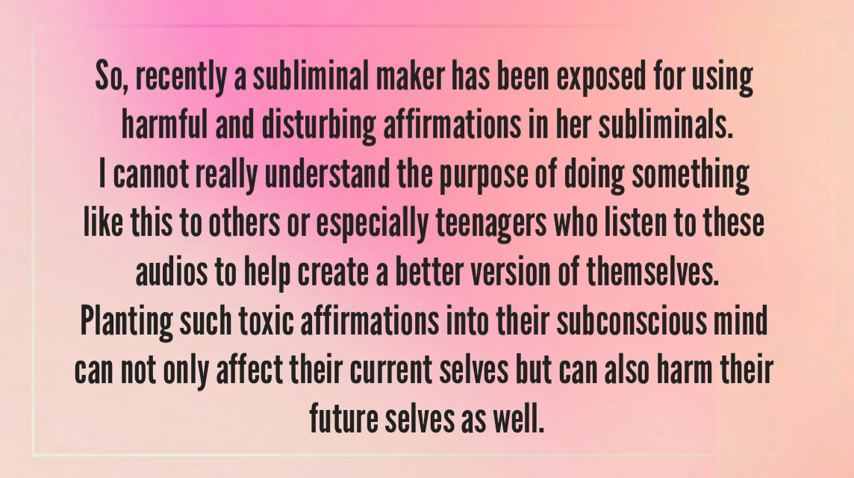 So, recently a subliminal maker has been exposed for using
harmful and disturbing affirmations in her subliminals.
I cannot really understand the purpose of doing something
like this to others or especially teenagers who listen to these
audios to help create a better version of themselves.
Planting such toxic affirmations into their subconscious mind
can not only affect their current selves but can also harm their
future selves as well.